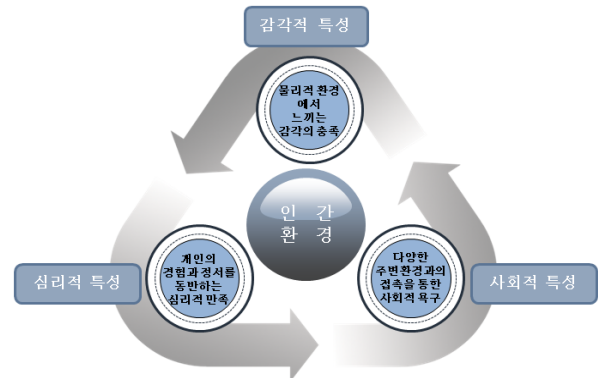 감각적 특성
물리적 환경
에서
느끼는
감각의 충족
인 간
환 경
개인의
경험과 정서를
동반하는
심리적 만족
심리적 특성
다양한
주변 환경과의
접촉을 통한
사회적 욕구
사회적 특성